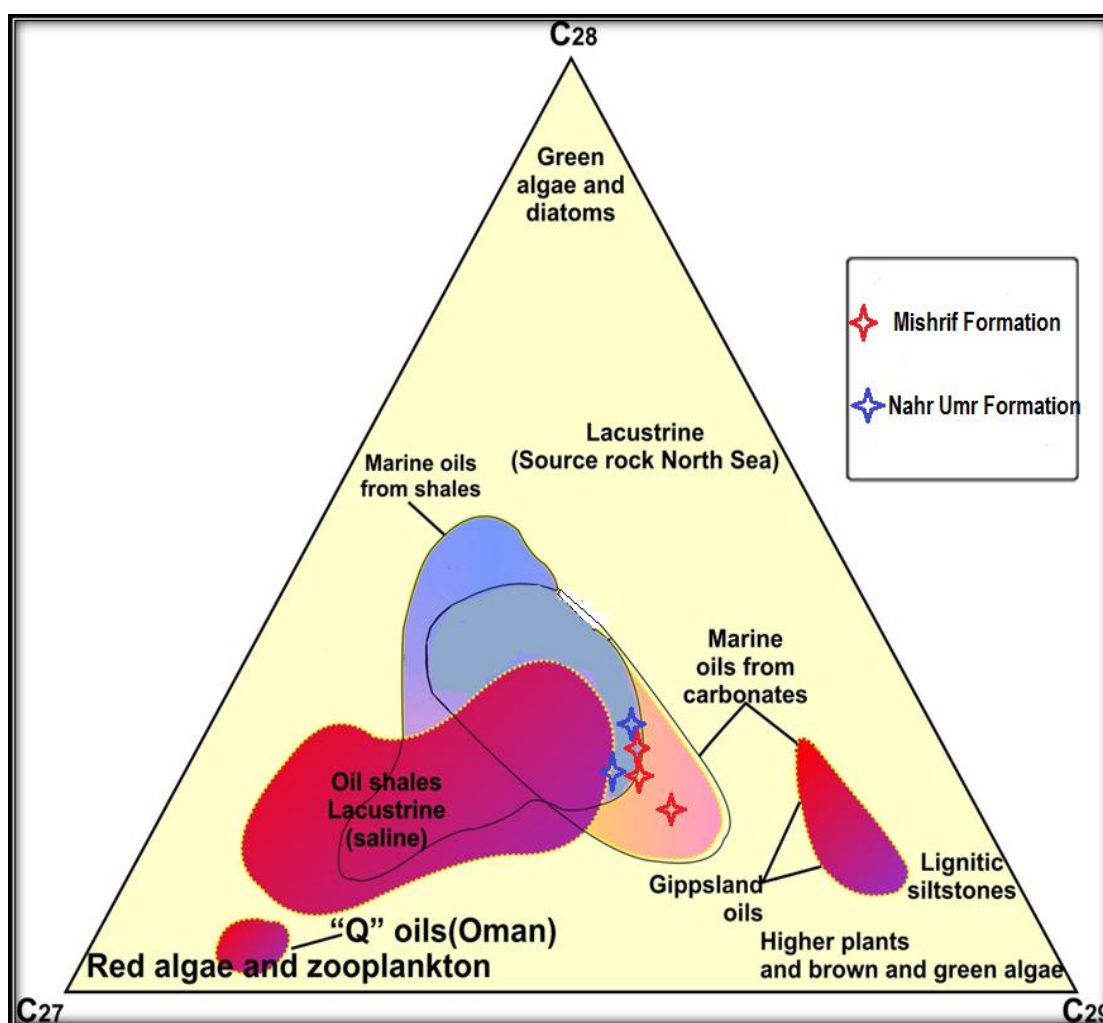 C28
Green
algae and
diatoms
Mishrif Formation
Nahr Umr Formation
Lacustrine
(Source rock North Sea)
Marine oils
from shales
Marine
oils from
carbonates
Oil shales
Lacustrine
(saline)
Gippsland
oils
Lignitic
siltstones
"Q" oils(Oman)
Red algae and zooplankton
Higher plants
and brown and green algae
C27
C29